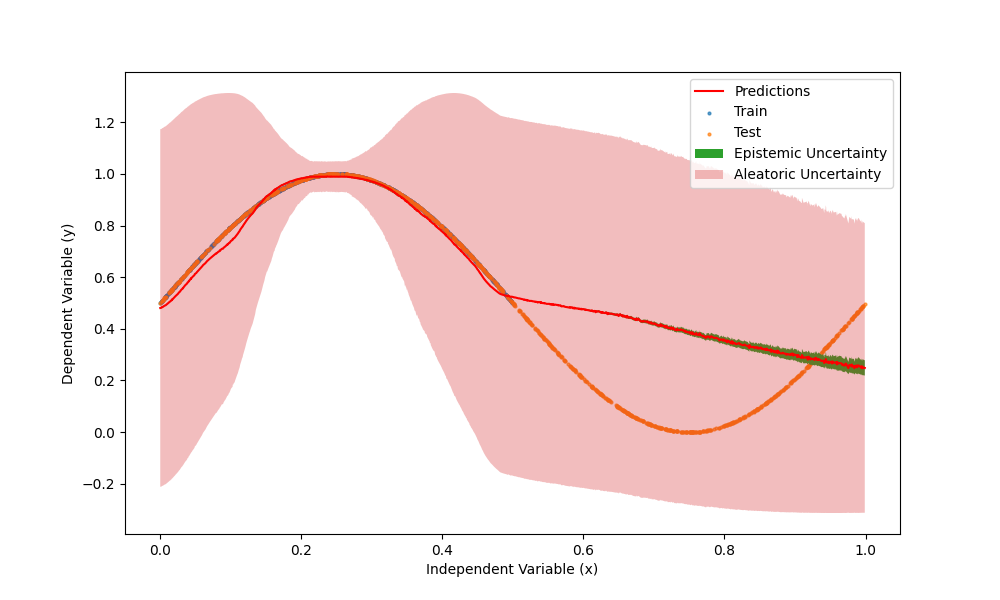 Predictions
Train
Test
Epistemic Uncertainty
Aleatoric Uncertainty
1.2
1.0
0.8
0.6
0.4
0.2
0.0
−0.2
Dependent Variable (y)
0.0 0.2 0.4 0.6 0.8 1.0
Independent Variable (x)